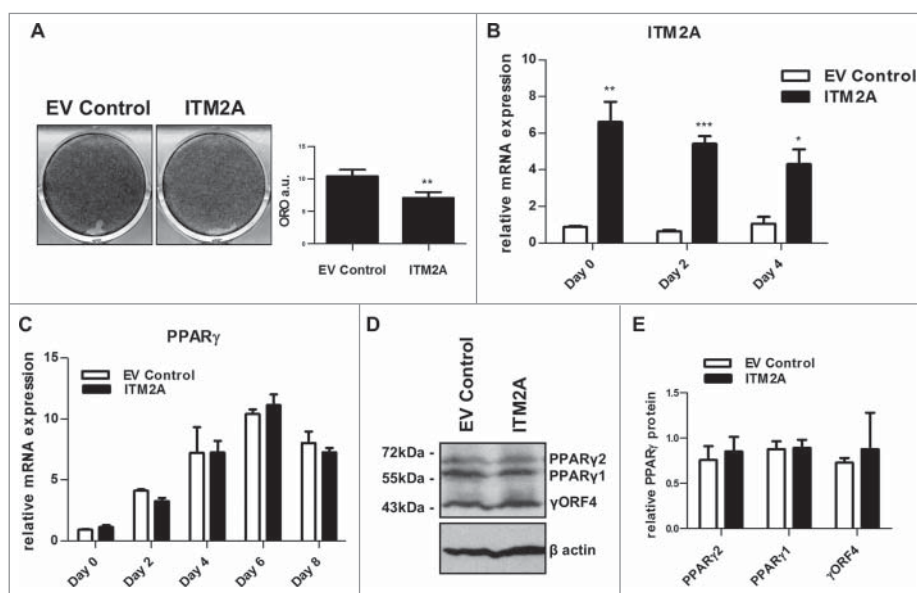 A
EV Control ITM2A
ORO a.u.
15
10
5
0
EV Control ITM2A
**
B
ITM2A
EV Control
ITM2A
relative mRNA expression
8
6
4
2
0
** *** *
Day 0 Day 2 Day 4
C
PPARγ
EV Control
ITM2A
relative mRNA expression
15
10
5
0
Day 0 Day 2 Day 4 Day 6 Day 8
D
EV Control ITM2A
72kDa - PPARγ2
55kDa - PPARγ1
43kDa - γORF4
β actin
E
EV Control
ITM2A
relative PPARγ protein
1.5
1.0
0.5
0.0
PPARγ2 PPARγ1 γORF4